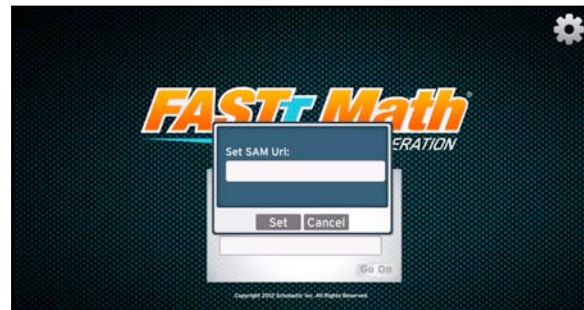 FASTT Math
ERATION
Set SAM Url:
Set Cancel
Go On
Copyright 2012 Scholastic Inc. All Rights Reserved